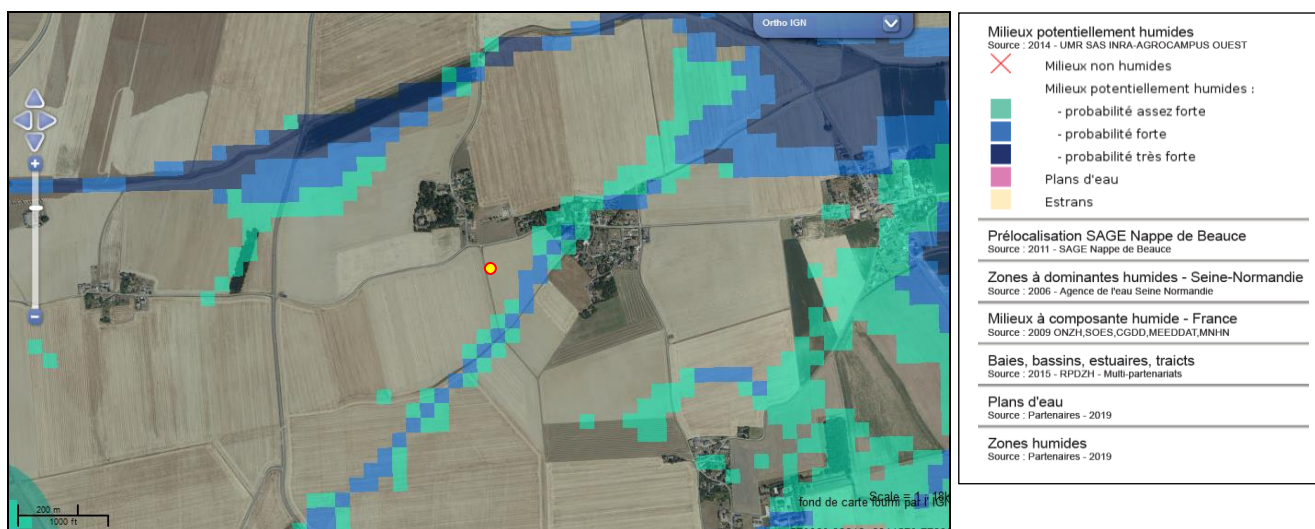 Ortho IGN
+
-
200 m
1000 ft
Scale = 1 : 18k
fond de carte fourni par l' IGN
Milieux potentiellement humides
Source : 2014 - UMR SAS INRA-AGROCAMPUS OUEST
Milieux non humides
Milieux potentiellement humides :
- probabilité assez forte
- probabilité forte
- probabilité très forte
Plans d'eau
Estrans
Prélocalisation SAGE Nappe de Beauce
Source : 2011 - SAGE Nappe de Beauce
Zones à dominantes humides - Seine-Normandie
Source : 2006 - Agence de l'eau Seine Normandie
Milieux à composante humide - France
Source : 2009 ONZH,SOES,CGDD,MEEDDAT,MNHN
Baies, bassins, estuaires, traicts
Source : 2015 - RPDZH - Multi-partenariats
Plans d'eau
Source : Partenaires - 2019
Zones humides
Source : Partenaires - 2019